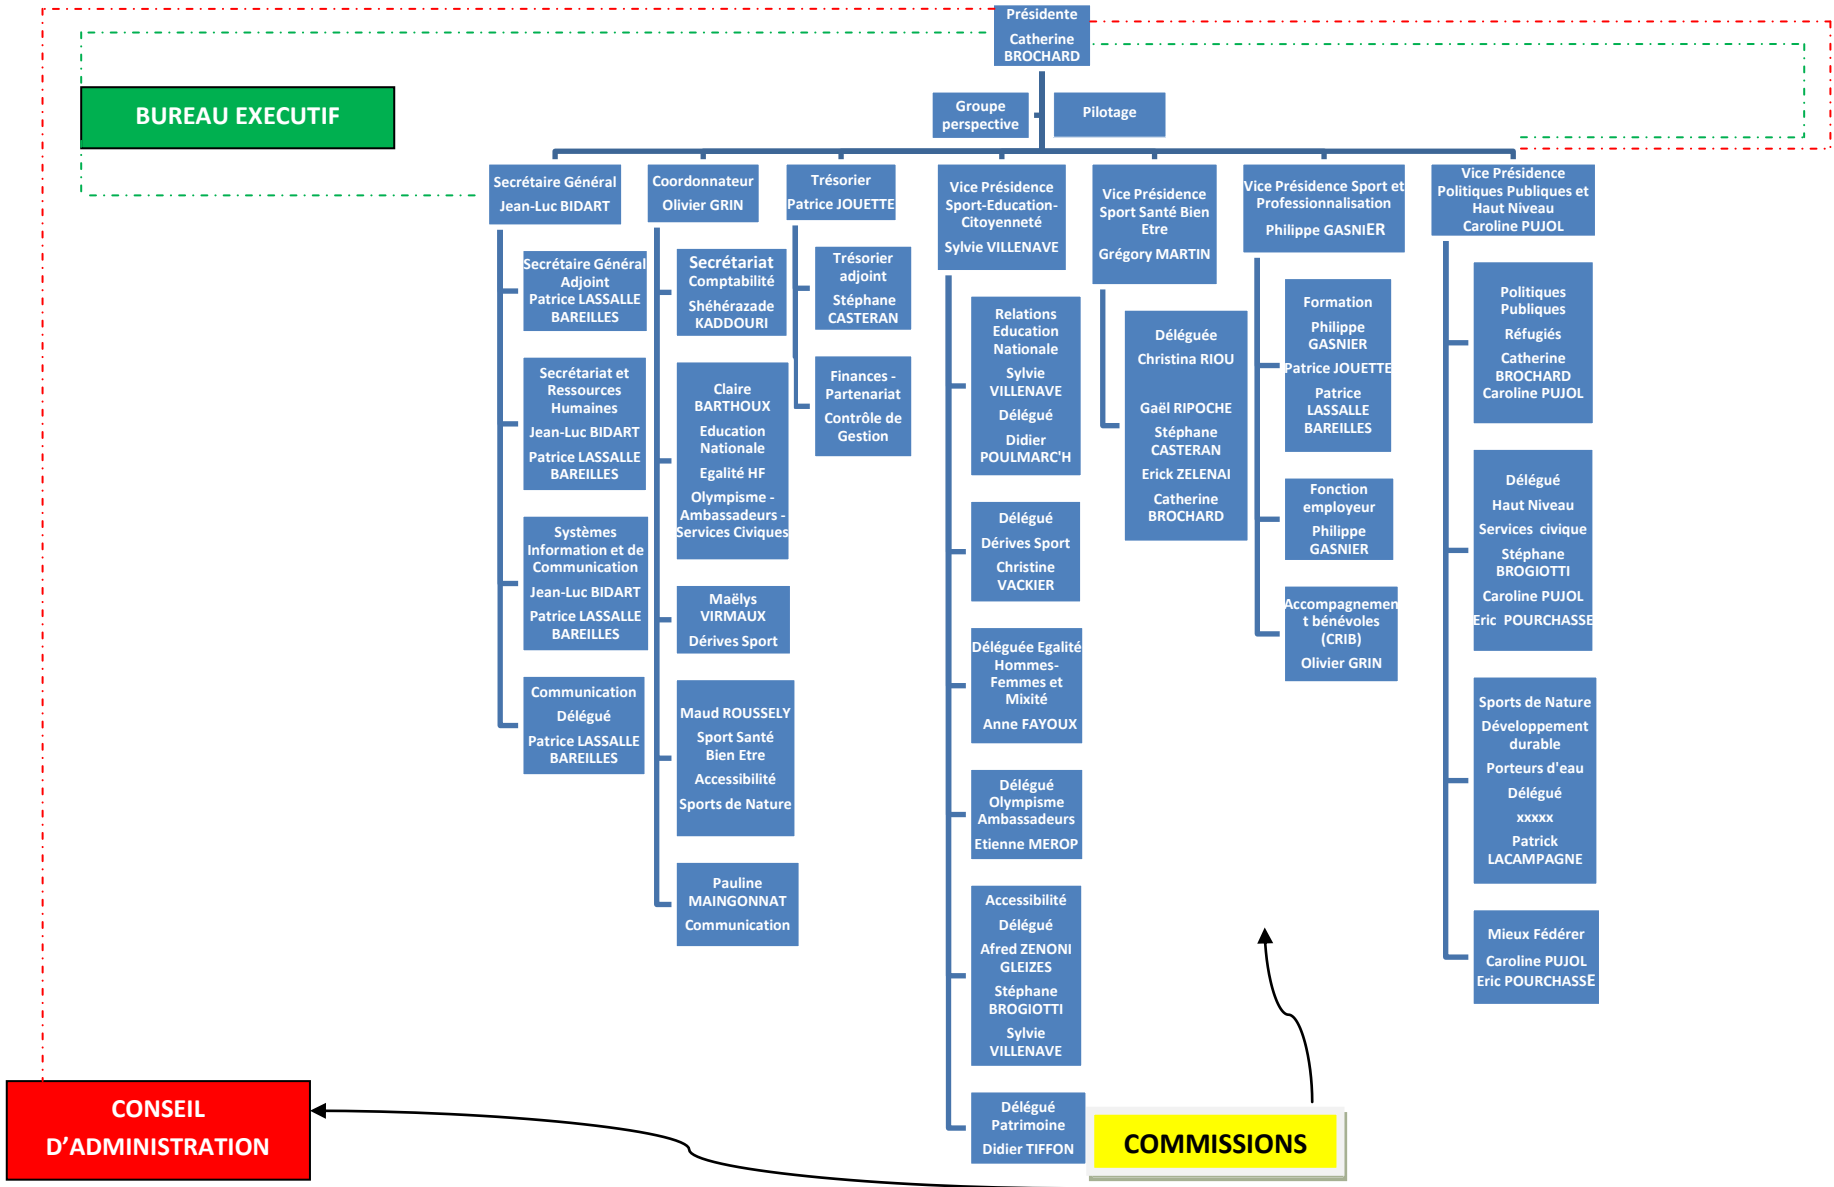 Présidente
Catherine
BROCHARD
BUREAU EXECUTIF
Groupe
perspective
Pilotage
Secrétaire Général
Jean-Luc BIDART
Secrétaire Général
Adjoint
Patrice LASSALLE
BAREILLES
Secrétariat et
Ressources
Humaines
Jean-Luc BIDART
Patrice LASSALLE
BAREILLES
Systèmes
Information et de
Communication
Jean-Luc BIDART
Patrice LASSALLE
BAREILLES
Communication
Délégué
Patrice LASSALLE
BAREILLES
Coordonnateur
Olivier GRIN
Secrétariat
Comptabilité
Shéhérazade
KADDOURI
Claire
BARTHOUX
Education
Nationale
Egalité HF
Olympisme -
Ambassadeurs -
Services Civiques
Maëlys
VIRMAUX
Dérives Sport
Maud ROUSSELY
Sport Santé
Bien Etre
Accessibilité
Sports de Nature
Pauline
MAINGONNAT
Communication
Trésorier
Patrice JOUETTE
Trésorier
adjoint
Stéphane
CASTERAN
Finances -
Partenariat
Contrôle de
Gestion
Vice Présidence
Sport-Education-
Citoyenneté
Sylvie VILLENAVE
Relations
Education
Nationale
Sylvie
VILLENAVE
Délégué
Didier
POULMARC'H
Délégué
Dérives Sport
Christine
VACKIER
Déléguée Egalité
Hommes-
Femmes et
Mixité
Anne FAYOUX
Délégué
Olympisme
Ambassadeurs
Etienne MEROP
Accessibilité
Délégué
Afred ZENONI
GLEIZES
Stéphane
BROGIOTTI
Sylvie
VILLENAVE
Délégué
Patrimoine
Didier TIFFON
Vice Présidence
Sport Santé Bien
Etre
Grégory MARTIN
Déléguée
Christina RIOU
Gaël RIPOCHE
Stéphane
CASTERAN
Erick ZELENAI
Catherine
BROCHARD
Vice Présidence Sport et
Professionnalisation
Philippe GASNIER
Formation
Philippe
GASNIER
Patrice JOUETTE
Patrice
LASSALLE
BAREILLES
Fonction
employeur
Philippe
GASNIER
Accompagnemen
t bénévoles
(CRIB)
Olivier GRIN
Vice Présidence
Politiques Publiques et
Haut Niveau
Caroline PUJOL
Politiques
Publiques
Réfugiés
Catherine
BROCHARD
Caroline PUJOL
Délégué
Haut Niveau
Services civique
Stéphane
BROGIOTTI
Caroline PUJOL
Eric POURCHASSE
Sports de Nature
Développement
durable
Porteurs d'eau
Délégué
xxxxx
Patrick
LACAMPAGNE
Mieux Fédérer
Caroline PUJOL
Eric POURCHASSE
CONSEIL
D'ADMINISTRATION
COMMISSIONS